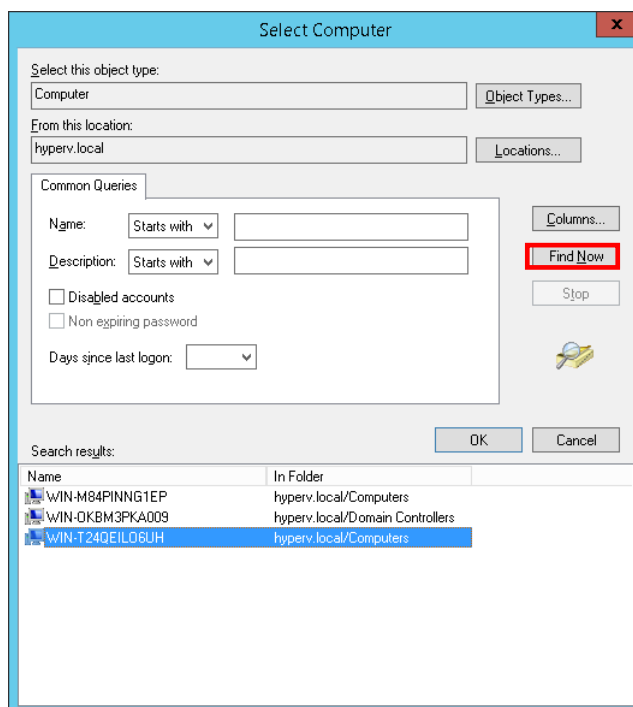 Select Computer
x
Select this object type:
Computer
Object Types...
From this location:
hyperv.local
Locations...
Common Queries
Name: Starts with
Columns...
Description: Starts with
Find Now
Disabled accounts
Stop
Non expiring password
Days since last logon:
OK Cancel
Search results:
Name In Folder
WIN-M84PINNG1EP hyperv.local/Computers
WIN-OKBM3PKA009 hyperv.local/Domain Controllers
WIN-T24QEILO6UH hyperv.local/Computers